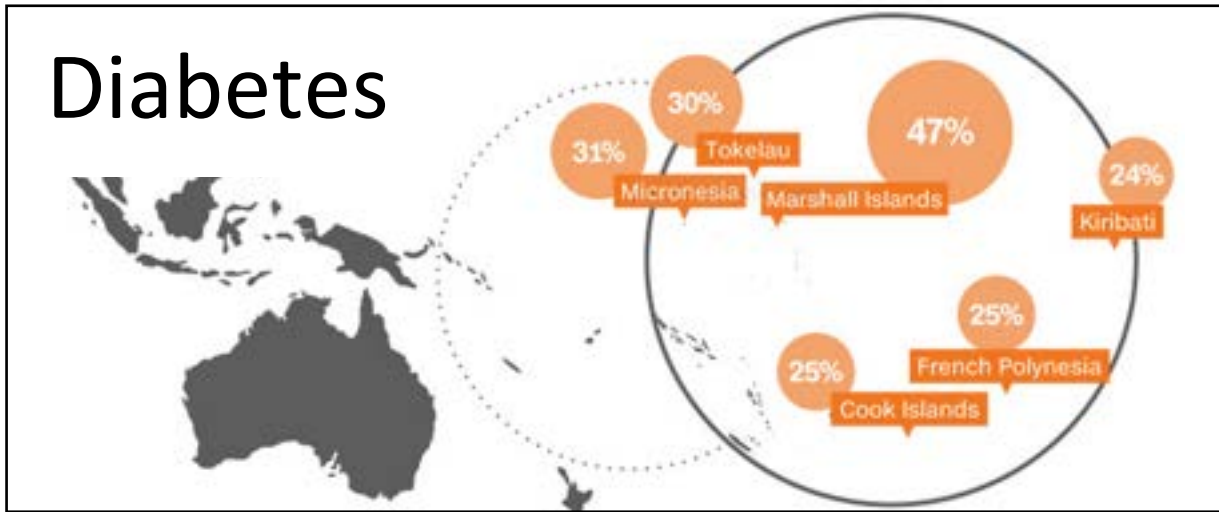 Diabetes
30%
Tokelau
31%
Micronesia
47%
Marshall Islands
24%
Kiribati
25%
French Polynesia
25%
Cook Islands